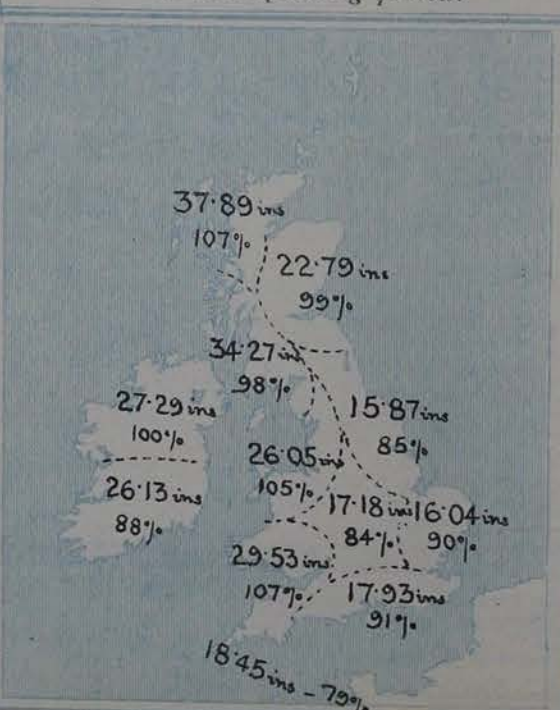 37·89 ins
107%
22·79 ins
99%
34·27 ins
98%
27·29 ins
100%
15·87 ins
85%
26·05 ins
105%
26·13 ins
88%
17·18 ins
84%
16·04 ins
90%
29·53 ins
107%
17·93 ins
91%
18·45 ins – 79%